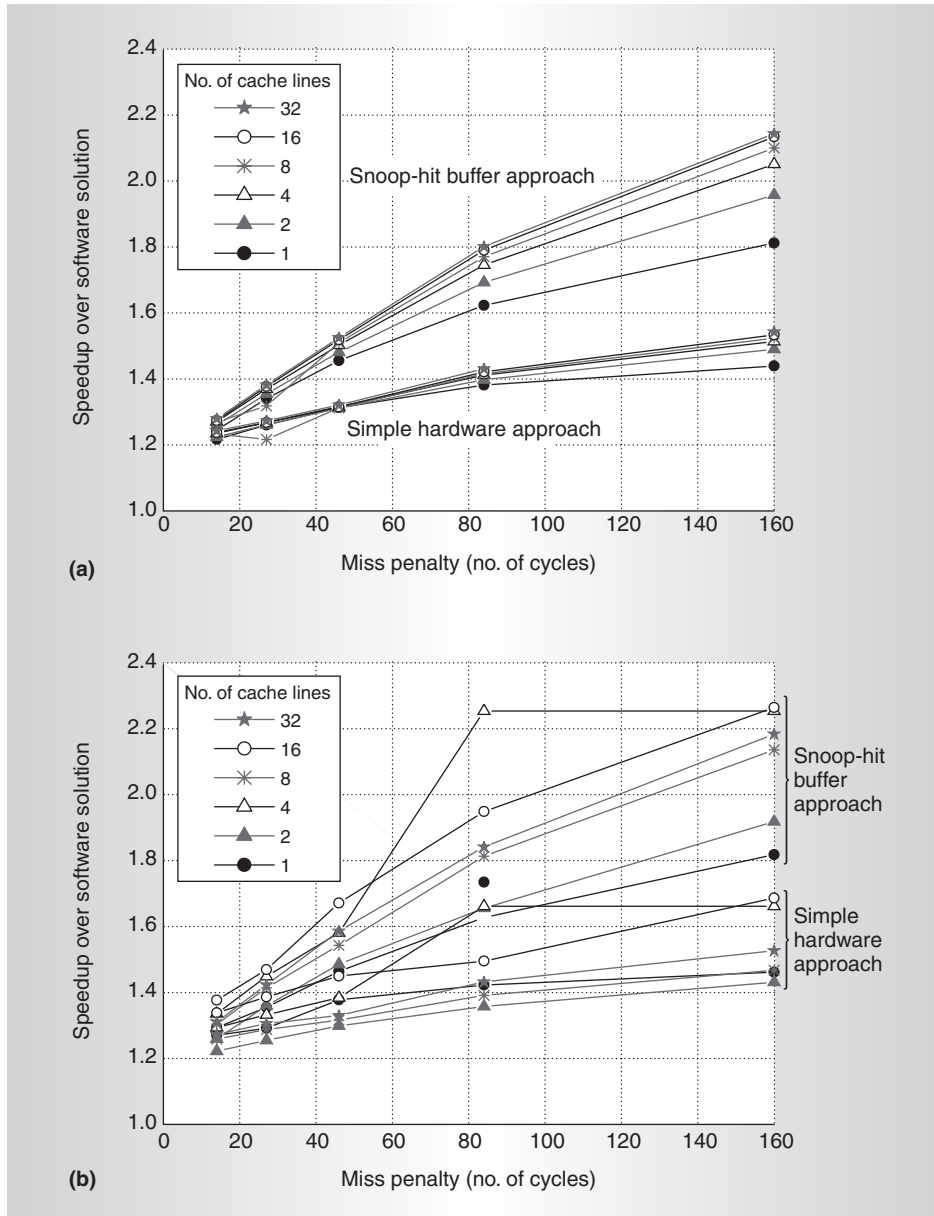 2.4
2.2
2.0
1.8
1.6
1.4
1.2
1.0
Speedup over software solution
No. of cache lines
32
16
8
4
2
1
Snoop-hit buffer approach
Simple hardware approach
0 20 40 60 80 100 120 140 160
Miss penalty (no. of cycles)
(a)
2.4
2.2
2.0
1.8
1.6
1.4
1.2
1.0
Speedup over software solution
No. of cache lines
32
16
8
4
2
1
Snoop-hit
buffer
approach
Simple
hardware
approach
0 20 40 60 80 100 120 140 160
Miss penalty (no. of cycles)
(b)